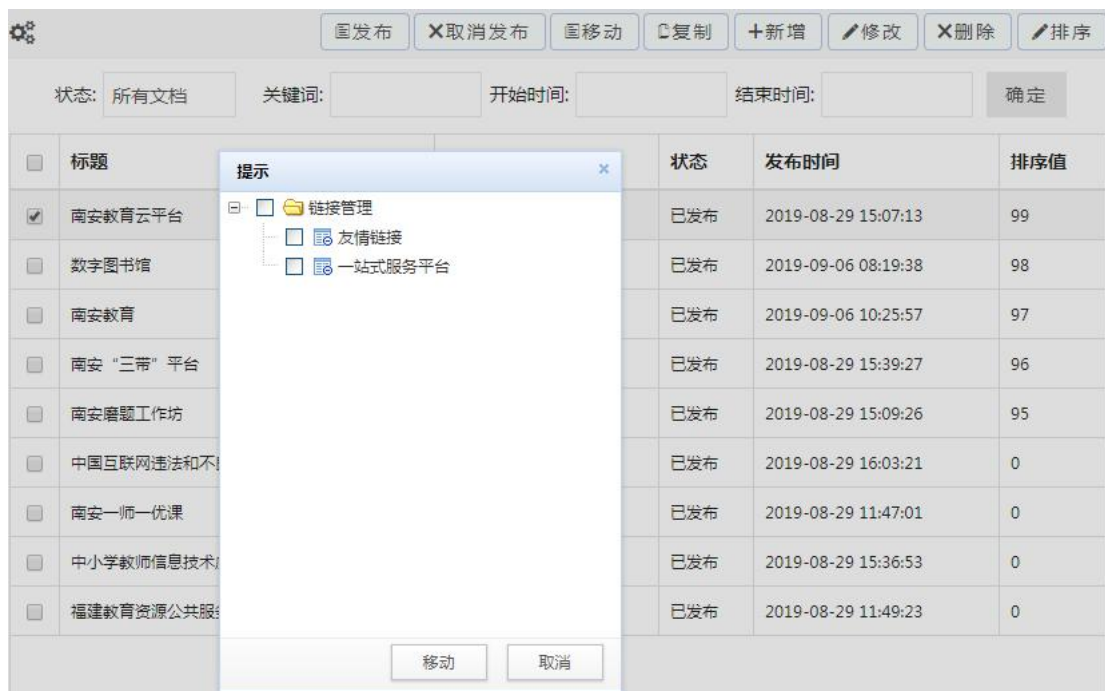 发布 取消发布 移动 复制 新增 修改 删除 排序
状态: 所有文档 关键词: 开始时间: 结束时间: 确定
标题 状态 发布时间 排序值
提示
链接管理
友情链接
一站式服务平台
移动 取消
南安教育云平台 已发布 2019-08-29 15:07:13 99
数字图书馆 已发布 2019-09-06 08:19:38 98
南安教育 已发布 2019-09-06 10:25:57 97
南安“三带”平台 已发布 2019-08-29 15:39:27 96
南安磨题工作坊 已发布 2019-08-29 15:09:26 95
中国互联网违法和不 已发布 2019-08-29 16:03:21 0
南安一师一优课 已发布 2019-08-29 11:47:01 0
中小学教师信息技术 已发布 2019-08-29 15:36:53 0
福建教育资源公共服 已发布 2019-08-29 11:49:23 0